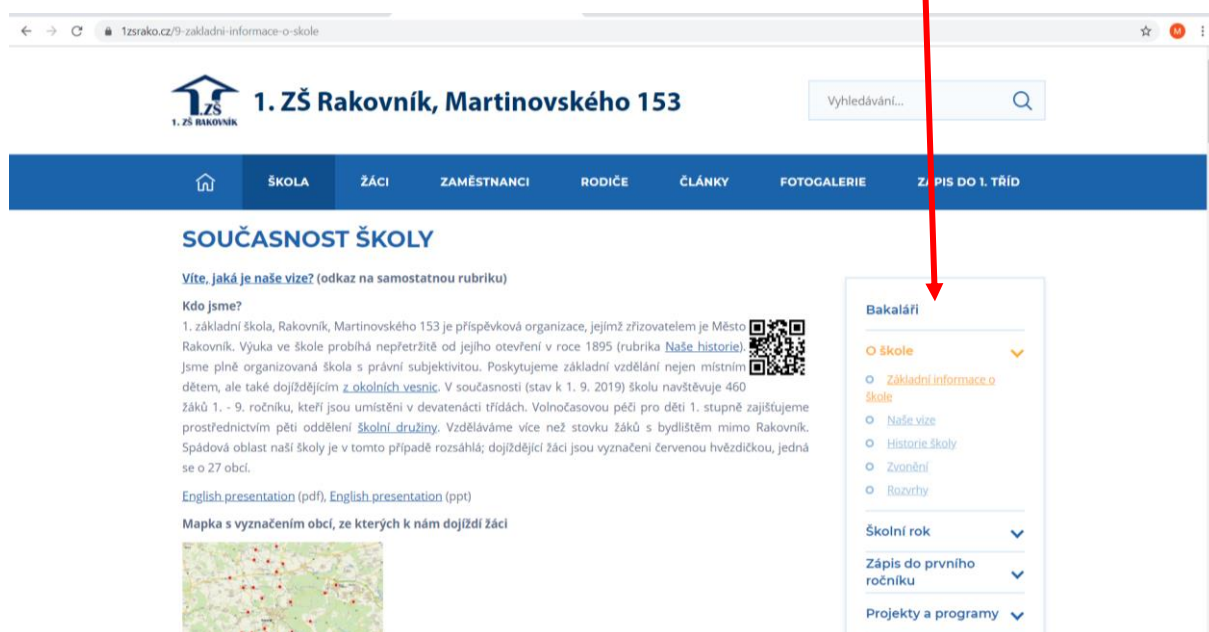 1zsrako.cz/9-zakladni-informace-o-skole
M
1.ZŠ
1. ZŠ RAKOVNÍK
1. ZŠ Rakovník, Martinovského 153
Vyhledávání...
ŠKOLA ŽÁCI ZAMĚSTNANCI RODIČE ČLÁNKY FOTOGALERIE ZÁPIS DO 1. TŘÍD
SOUČASNOST ŠKOLY
Víte, jaká je naše vize? (odkaz na samostatnou rubriku)
Kdo jsme?
1. základní škola, Rakovník, Martinovského 153 je příspěvková organizace, jejímž zřizovatelem je Město
Rakovník. Výuka ve škole probíhá nepřetržitě od jejího otevření v roce 1895 (rubrika Naše historie).
Jsme plně organizovaná škola s právní subjektivitou. Poskytujeme základní vzdělání nejen místním
dětem, ale také dojíždějícím z okolních vesnic. V současnosti (stav k 1. 9. 2019) školu navštěvuje 460
žáků 1. - 9. ročníku, kteří jsou umístěni v devatenácti třídách. Volnočasovou péči pro děti 1. stupně zajišťujeme
prostřednictvím pěti oddělení školní družiny. Vzděláváme více než stovku žáků s bydlištěm mimo Rakovník.
Spádová oblast naší školy je v tomto případě rozsáhlá; dojíždějící žáci jsou vyznačeni červenou hvězdičkou, jedná
se o 27 obcí.
English presentation (pdf), English presentation (ppt)
Mapka s vyznačením obcí, ze kterých k nám dojíždí žáci
Bakaláři
O škole
Základní informace o
škole
Naše vize
Historie školy
Zvonění
Rozvrhy
Školní rok
Zápis do prvního
ročníku
Projekty a programy